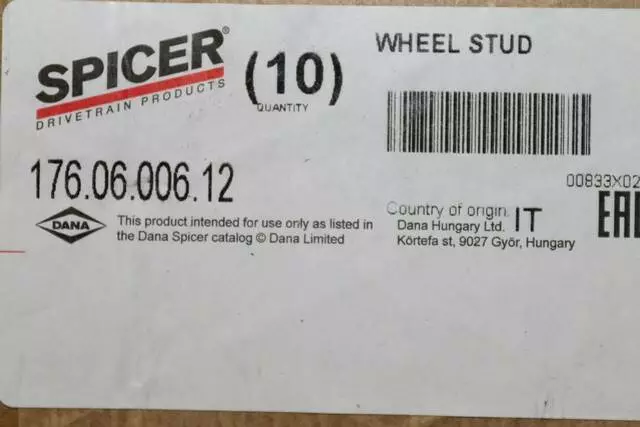 SPICER®
DRIVETRAIN PRODUCTS
(10)
QUANTITY
WHEEL STUD
176.06.006.12
00833X02
DANA
This product intended for use only as listed in
the Dana Spicer catalog © Dana Limited
Country of origin: IT
Dana Hungary Ltd.
Körtefa st, 9027 Győr, Hungary
EAC